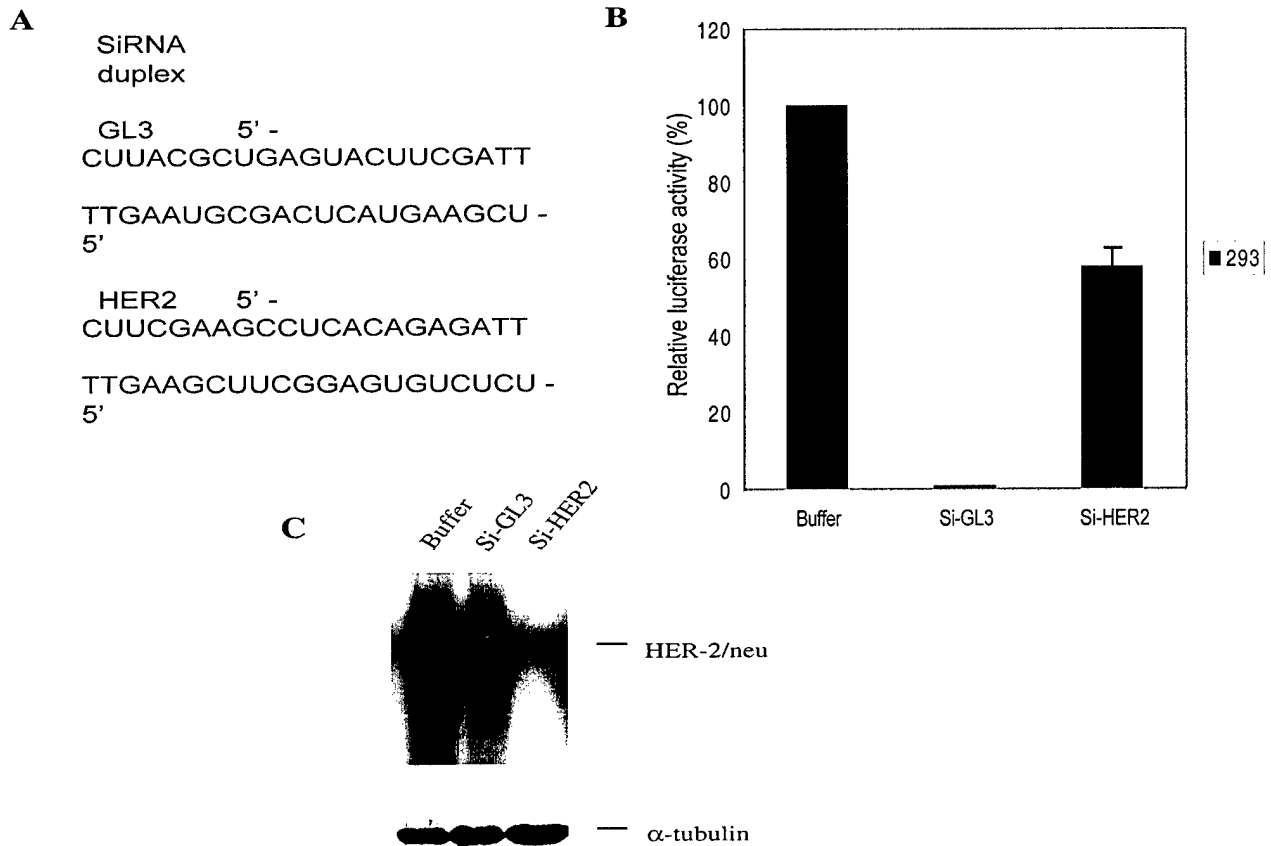 A
SiRNA
duplex
GL3 5’ -
CUUACGCUGAGUACUUCGATT
TTGAAUGCGACUCAUGAAGCU -
5’
HER2 5’ -
CUUCGAAGCCUCACAGAGATT
TTGAAGCUUCGGAGUGUCUCU -
5’
B
Relative luciferase activity (%)
120
100
80
60
40
20
0
Buffer Si-GL3 Si-HER2
293
C
Buffer Si-GL3 Si-HER2
HER-2/neu
α-tubulin